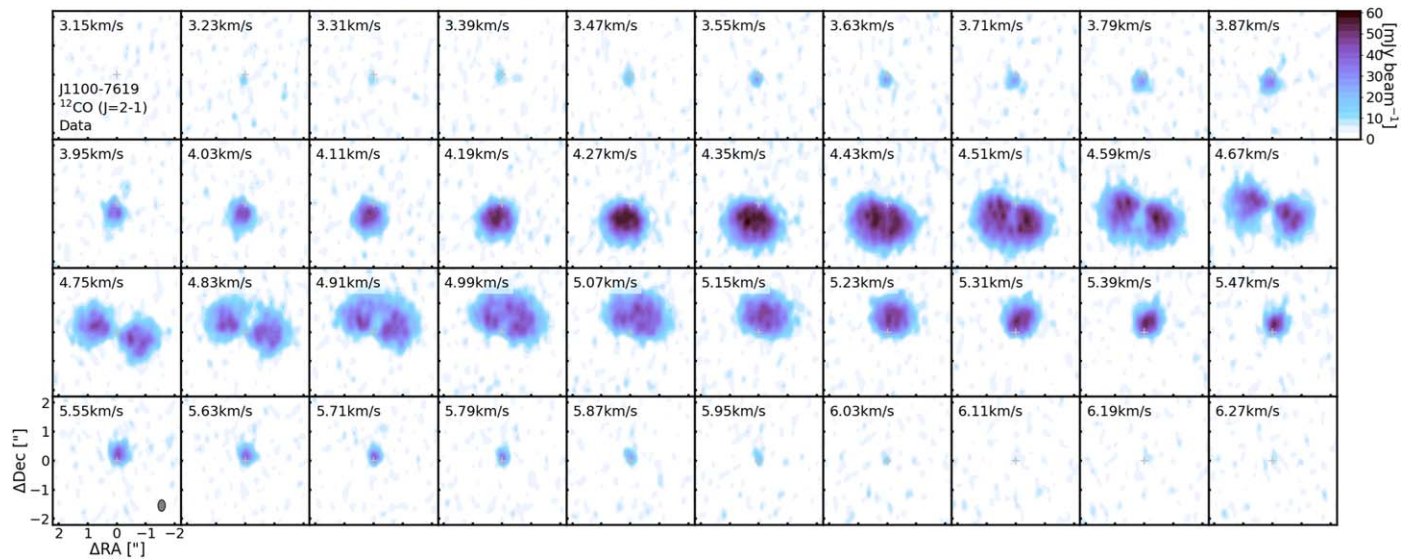 3.15km/s 3.23km/s 3.31km/s 3.39km/s 3.47km/s 3.55km/s 3.63km/s 3.71km/s 3.79km/s 3.87km/s
J1100-7619
¹²CO (J=2-1)
Data
60
50
40
30
20
10
0
[mJy beam⁻¹]
3.95km/s 4.03km/s 4.11km/s 4.19km/s 4.27km/s 4.35km/s 4.43km/s 4.51km/s 4.59km/s 4.67km/s
4.75km/s 4.83km/s 4.91km/s 4.99km/s 5.07km/s 5.15km/s 5.23km/s 5.31km/s 5.39km/s 5.47km/s
5.55km/s 5.63km/s 5.71km/s 5.79km/s 5.87km/s 5.95km/s 6.03km/s 6.11km/s 6.19km/s 6.27km/s
2
1
0
−1
−2
ΔDec ["]
2 1 0 −1 −2
ΔRA ["]